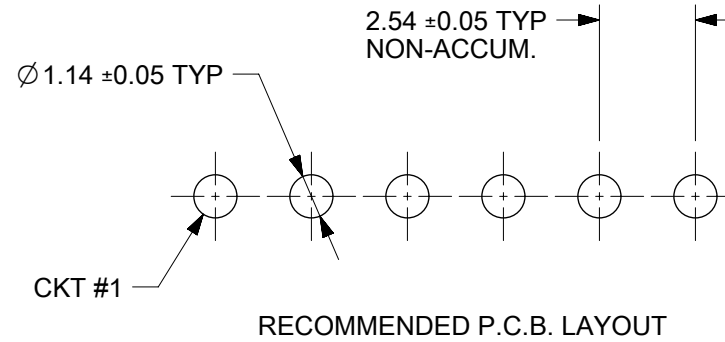 2.54 ±0.05 TYP
NON-ACCUM.
∅1.14 ±0.05 TYP
CKT #1
RECOMMENDED P.C.B. LAYOUT